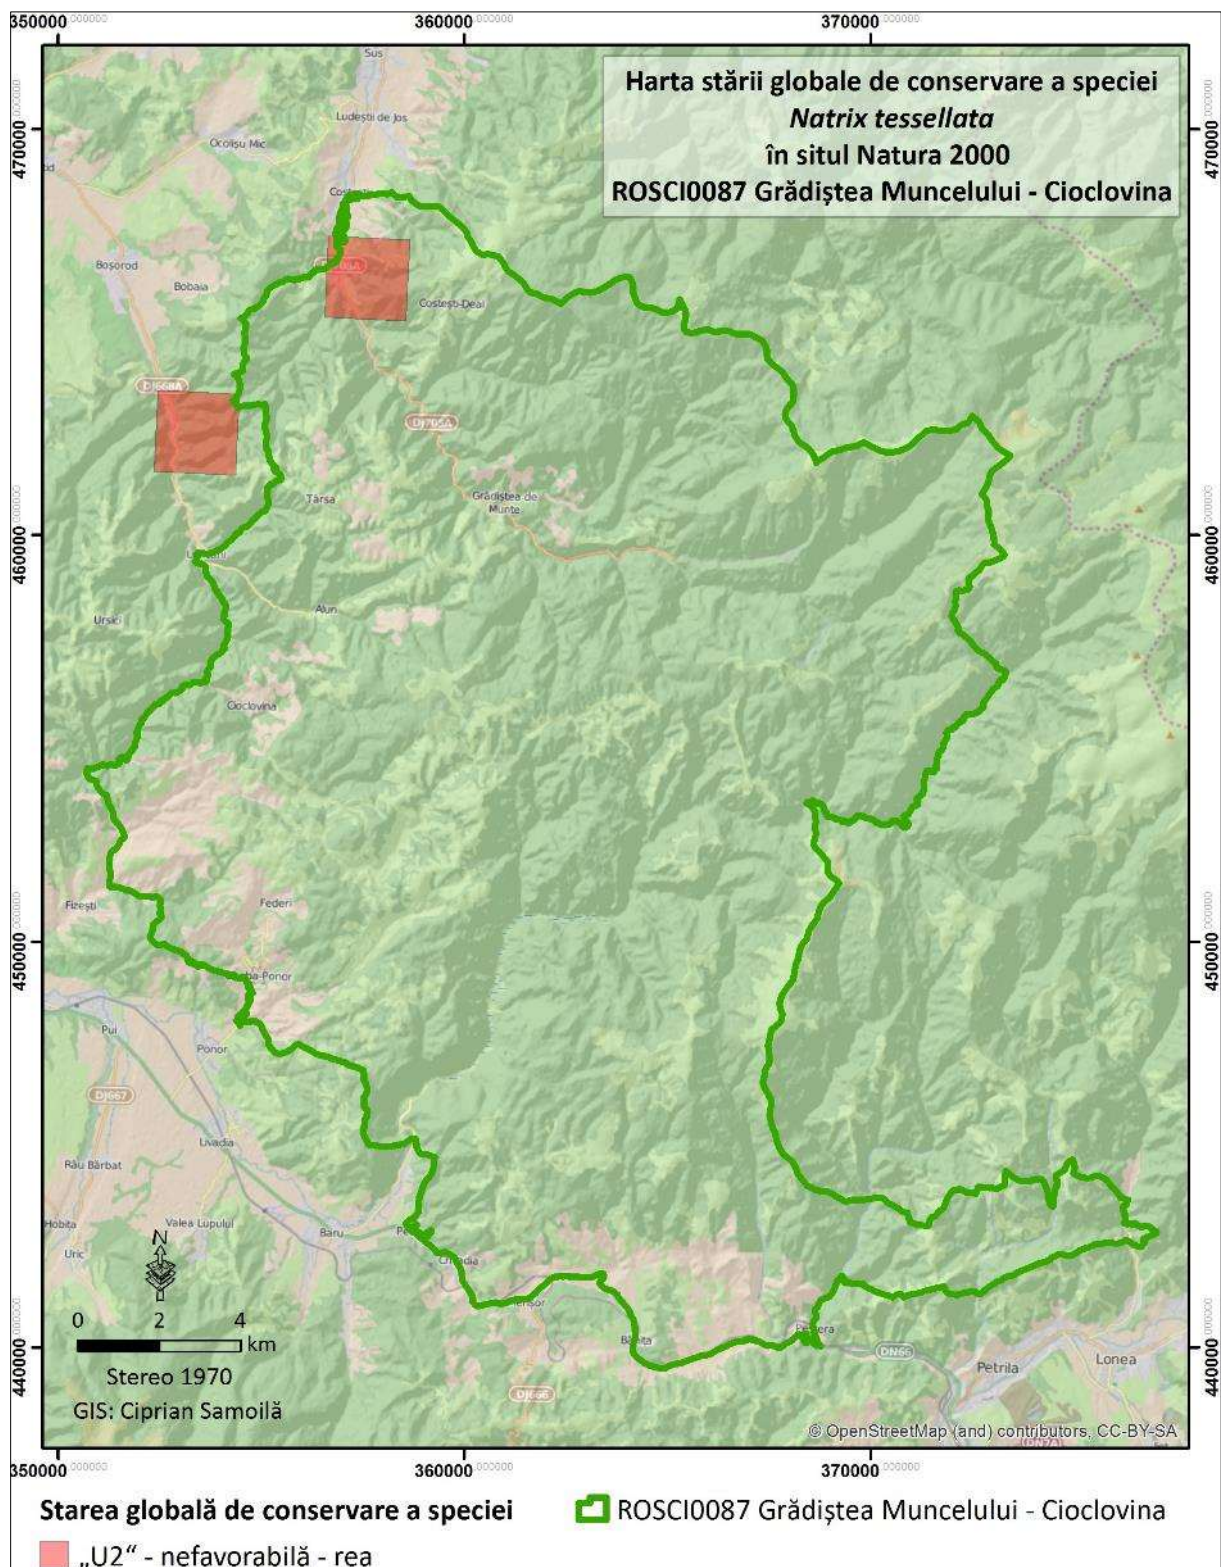 350000 360000 370000
Harta stării globale de conservare a speciei
Natrix tessellata
în situl Natura 2000
ROSCI0087 Grădiștea Muncelului - Cioclovina
470000 470000
Sus
Ludeștii de Jos
Ocolișu Mic
Boșorod
Bobaia
Costești-Deal
DJ668A
DJ705A
Târsa
Grădiștea de
Munte
460000 460000
Alun
Ursici
Cioclovina
Fizești
Federi
450000 450000
Pui
Ponor
DJ667
Livadia
Râu Bărbat
Hobita
Valea Lupului
Uric
Baru
N
0 2 4
km
Stereo 1970
GIS: Ciprian Samoilă
440000 440000
DN66
Petrila
Lonea
DJ666
© OpenStreetMap (and) contributors, CC-BY-SA
350000 360000 370000
Starea globală de conservare a speciei
ROSCI0087 Grădiștea Muncelului - Cioclovina
„U2“ - nefavorabilă - rea